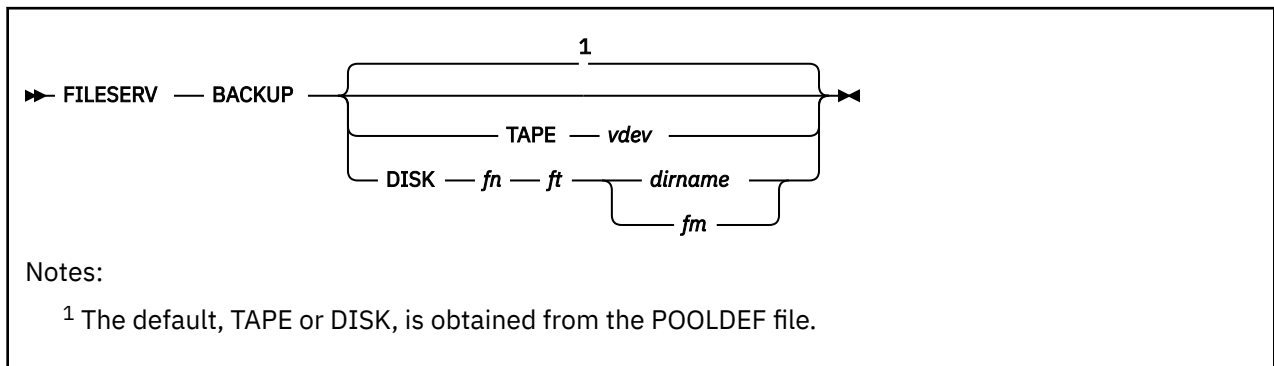 1
FILESERV BACKUP
TAPE vdev
DISK fn ft dirname
fm
Notes:
1 The default, TAPE or DISK, is obtained from the POOLDEF file.